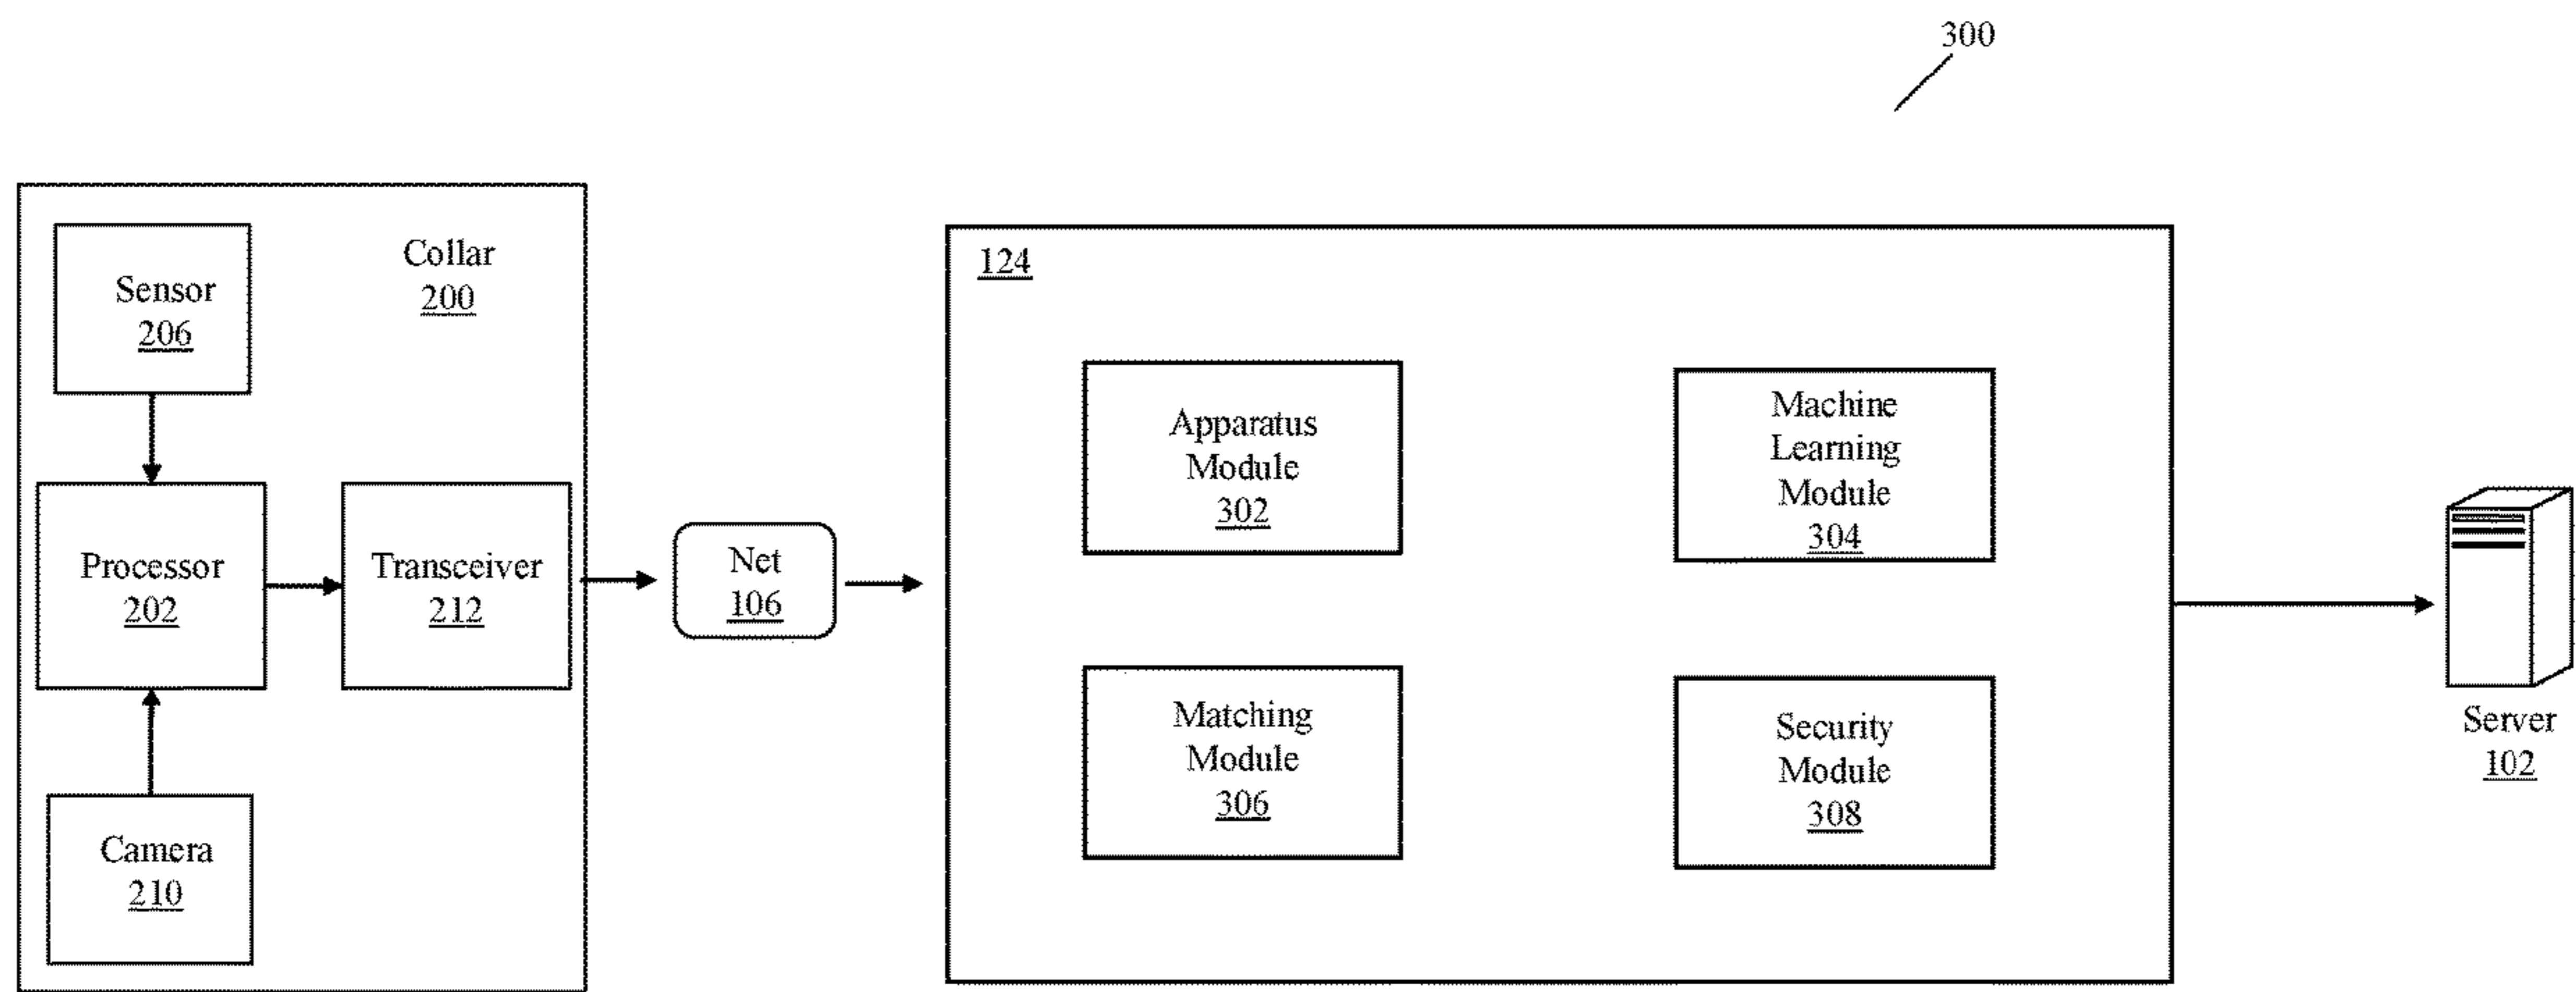 300
Collar
200
Sensor
206
Processor
202
Transceiver
212
Camera
210
Net
106
124
Apparatus
Module
302
Machine
Learning
Module
304
Matching
Module
306
Security
Module
308
Server
102